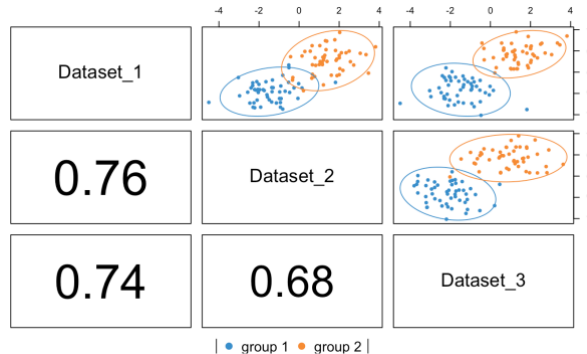 -4 -2 0 2 4 -4 -2 0 2 4
Dataset_1
0.76 Dataset_2
0.74 0.68 Dataset_3
group 1 group 2